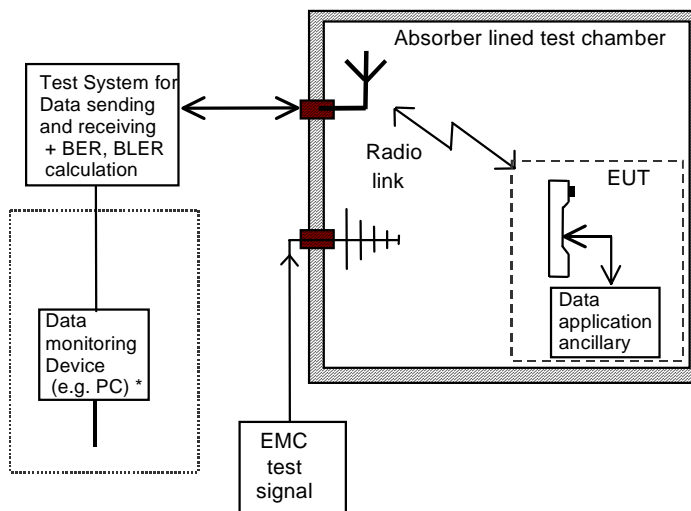 Absorber lined test chamber
Test System for
Data sending
and receiving
+ BER, BLER
calculation
Radio
link
EUT
Data
application
ancillary
Data
monitoring
Device
(e.g. PC) *
EMC
test
signal